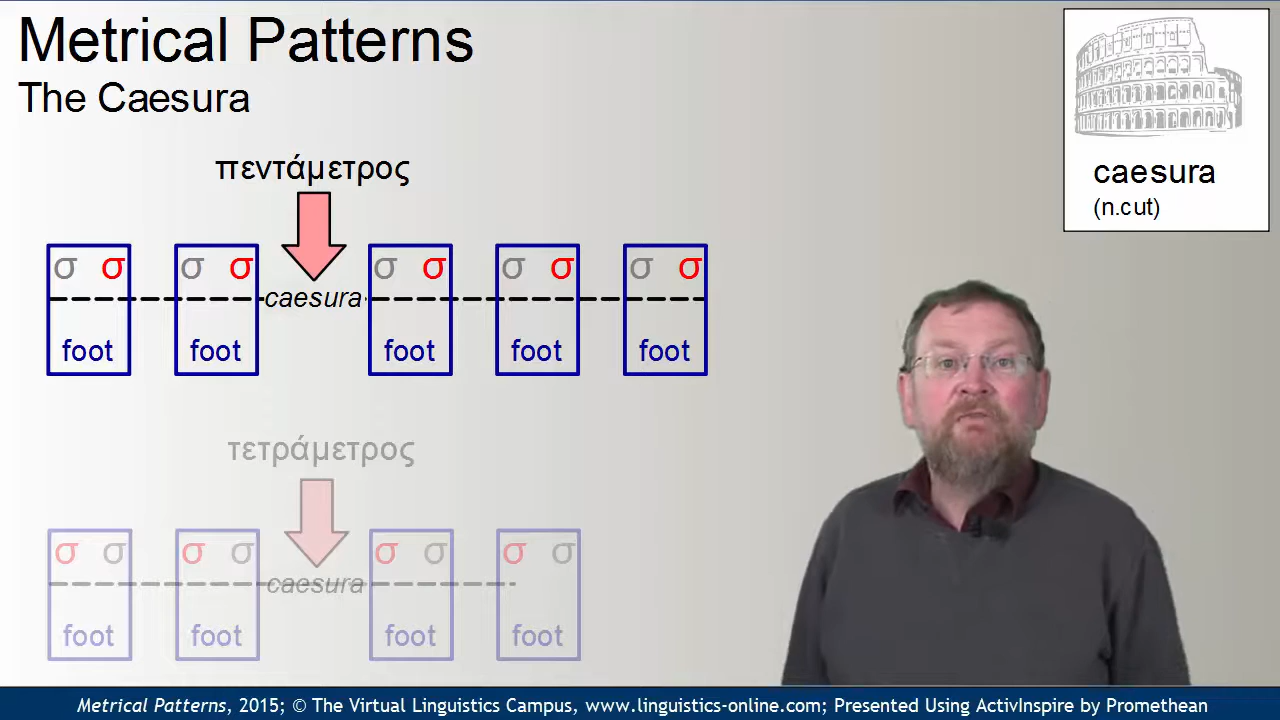 Metrical Patterns
The Caesura
caesura
(n.cut)
πεντάμετρος
σ σ σ σ σ σ σ σ σ σ
caesura
foot foot foot foot foot
τετράμετρος
σ σ σ σ σ σ σ σ
caesura
foot foot foot foot
Metrical Patterns, 2015; © The Virtual Linguistics Campus, www.linguistics-online.com; Presented Using ActivInspire by Promethean